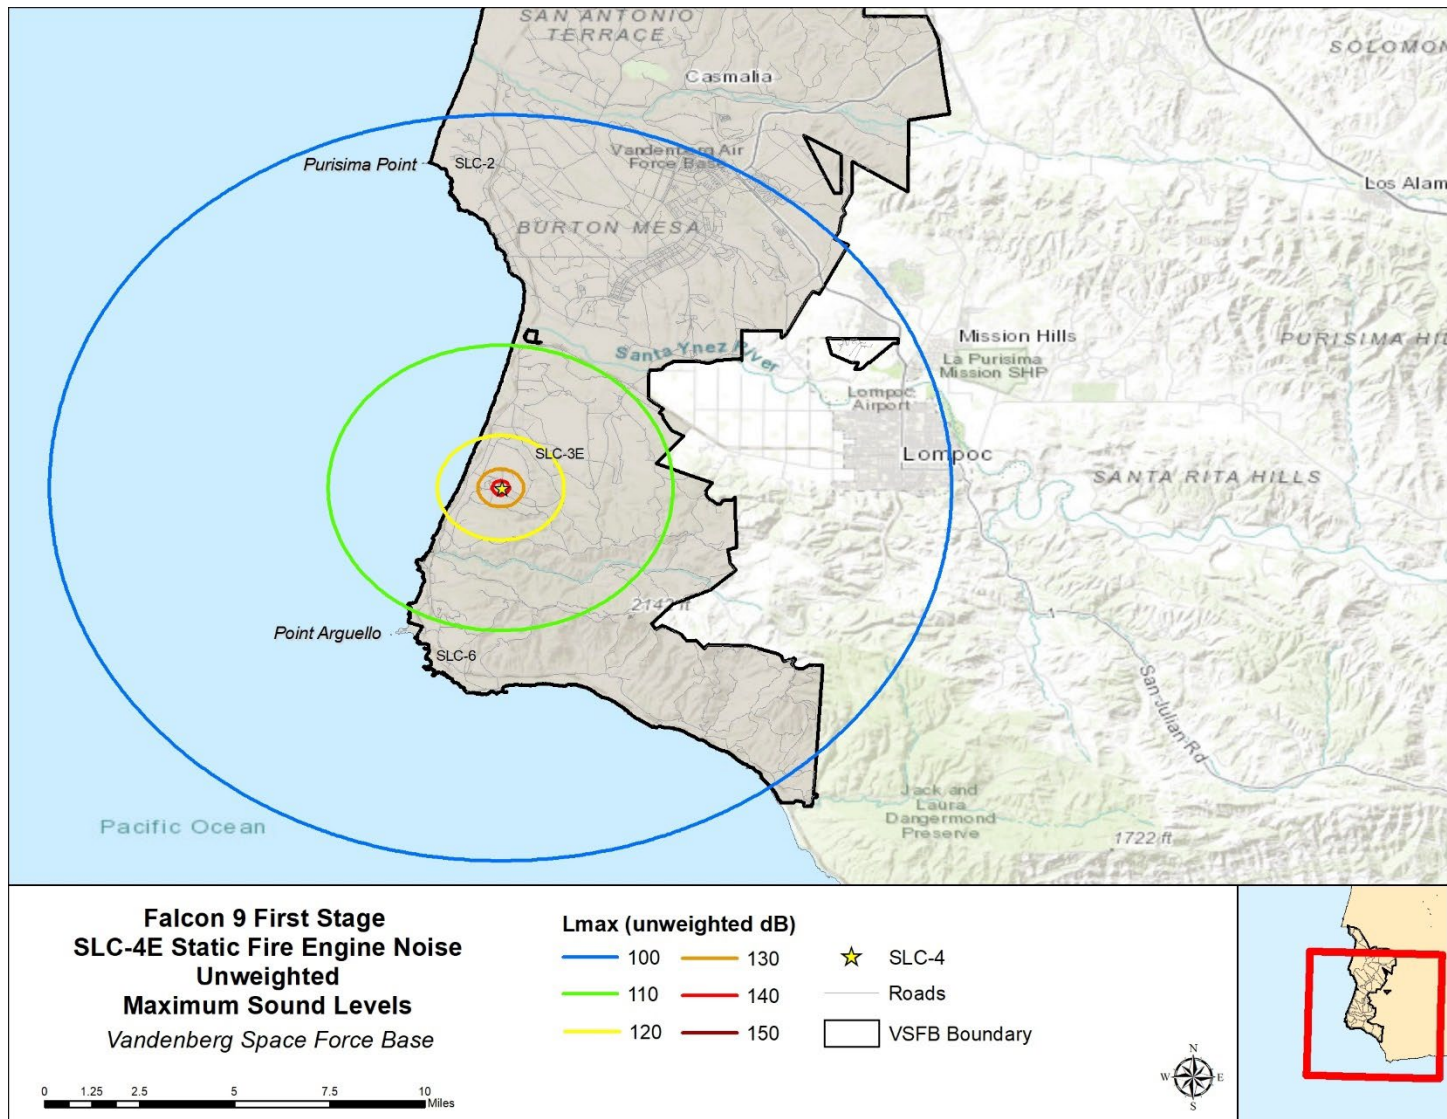 SAN ANTONIO
TERRACE
SOLOMON
Casmalia
Purisima Point
SLC-2
Vandenberg Air
Force Base
Los Alam
BURTON MESA
Mission Hills
PURISIMA HIL
Santa Ynez River
La Purisima
Mission SHP
Lompoc
Airport
SLC-3E
Lompoc
SANTA RITA HILLS
2142 ft
1
Point Arguello
SLC-6
San Julian Rd
Jack and
Laura
Dangermond
Preserve
Pacific Ocean
1722 ft
Falcon 9 First Stage
SLC-4E Static Fire Engine Noise
Unweighted
Maximum Sound Levels
Vandenberg Space Force Base
0 1.25 2.5 5 7.5 10
Miles
Lmax (unweighted dB)
100 130 SLC-4
110 140 Roads
120 150 VSFB Boundary
N
W E
S